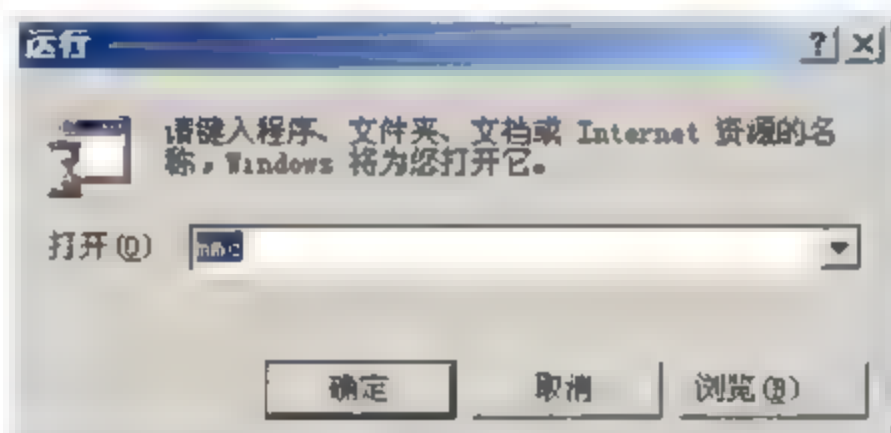 运行
请键入程序、文件夹、文档或 Internet 资源的名
称，Windows 将为您打开它。
打开(O)
mmc
确定 取消 浏览(B)